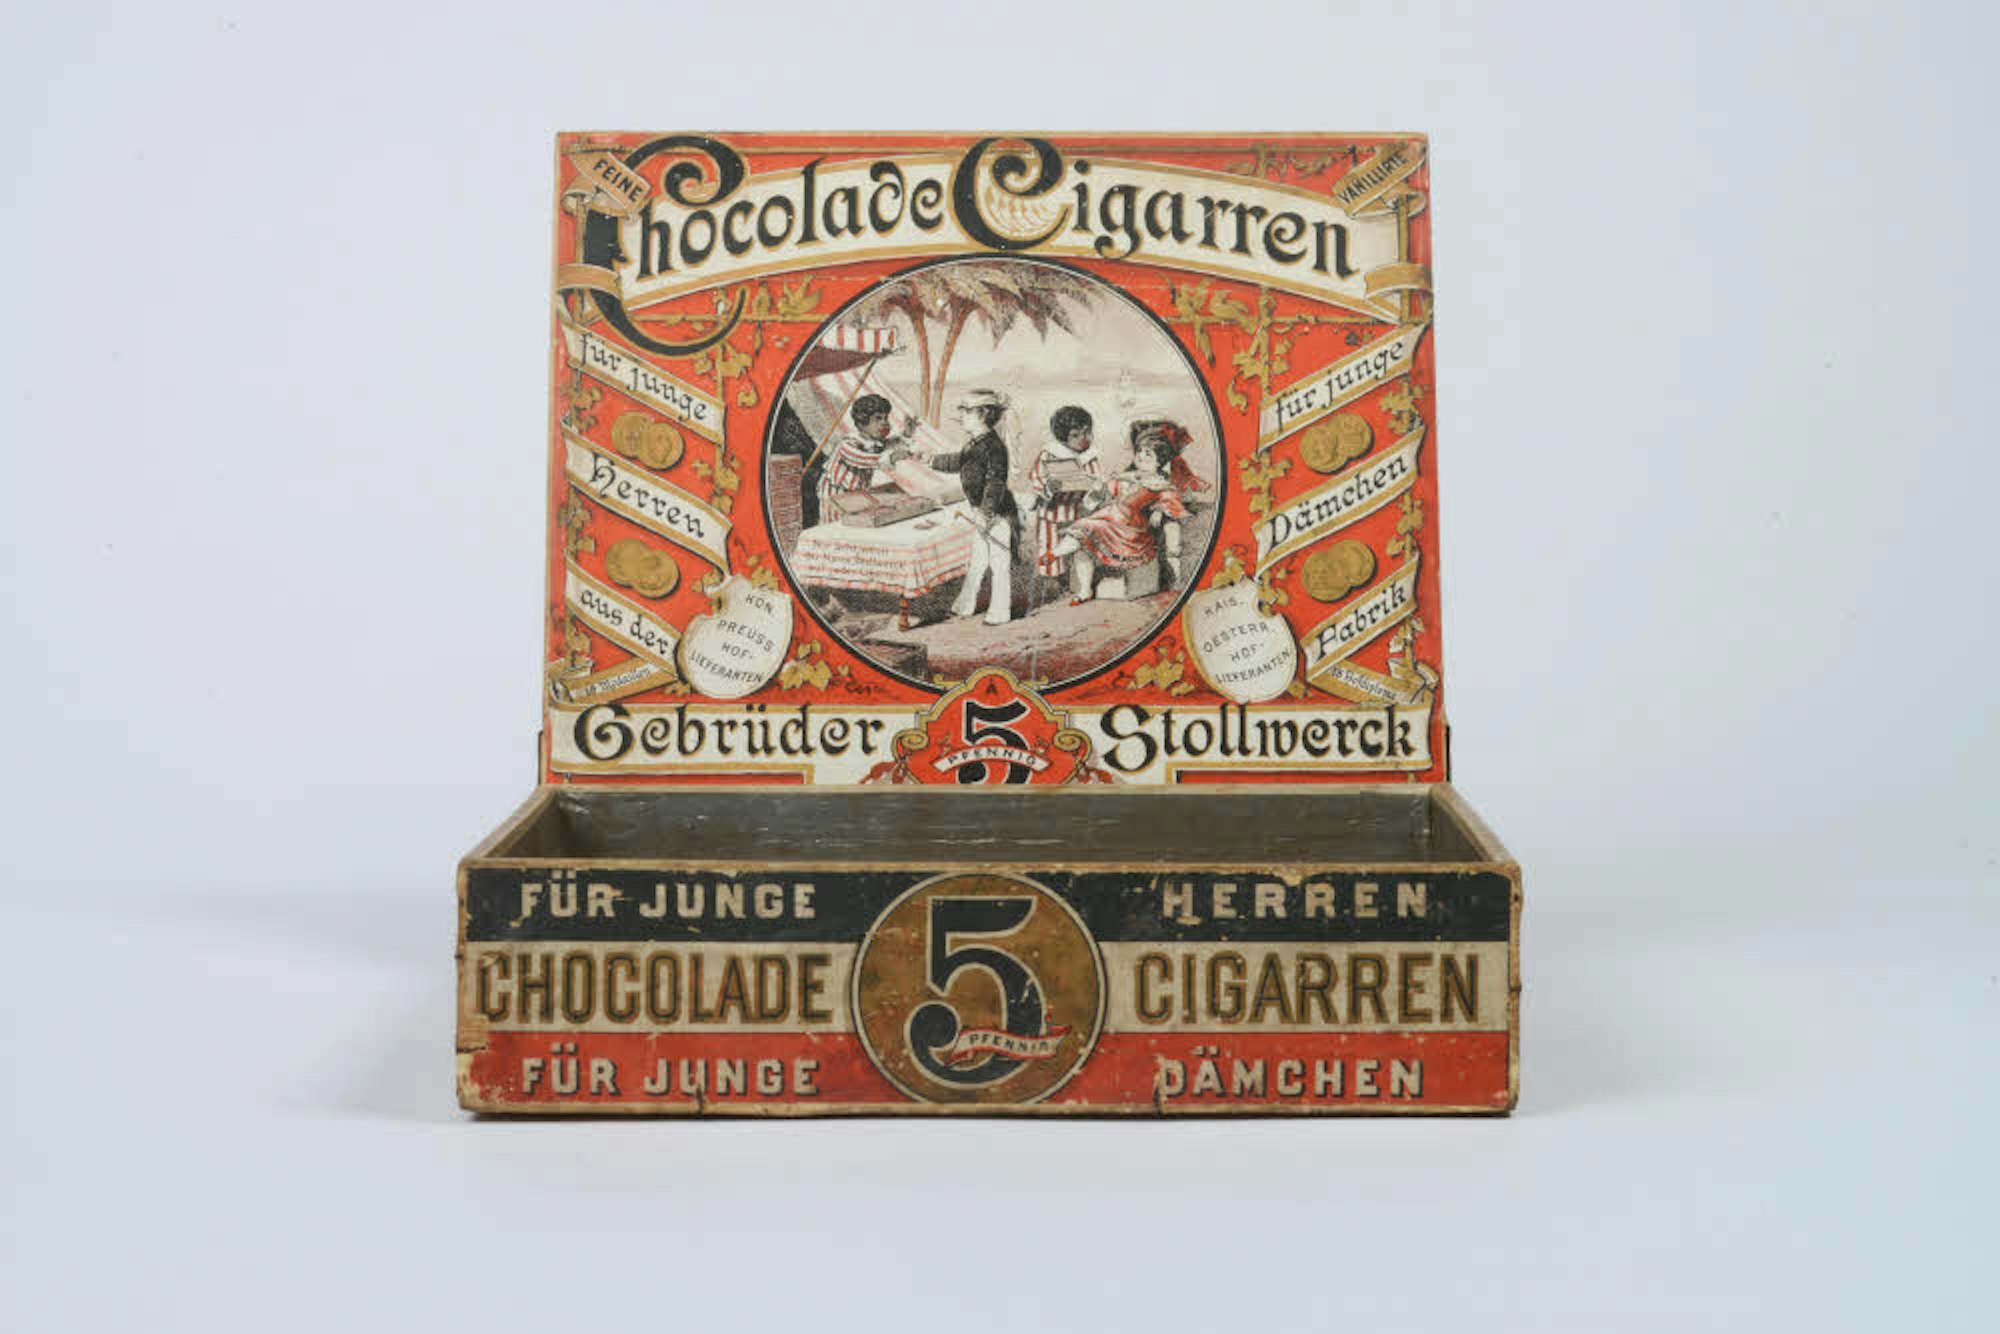 FEINE
Chocolade Cigarren
VANILLIRTE
für junge
Herren
aus der
für junge
Dämchen
Fabrik
KÖN.
PREUSS.
HOF-
LIEFERANTEN
KAIS.
OESTERR.
HOF-
LIEFERANTEN
Medaillen
Gebrüder
A
5
PFENNIG
Stollwerck
FÜR JUNGE HERREN
CHOCOLADE 5 CIGARREN
PFENNIG
FÜR JUNGE DÄMCHEN